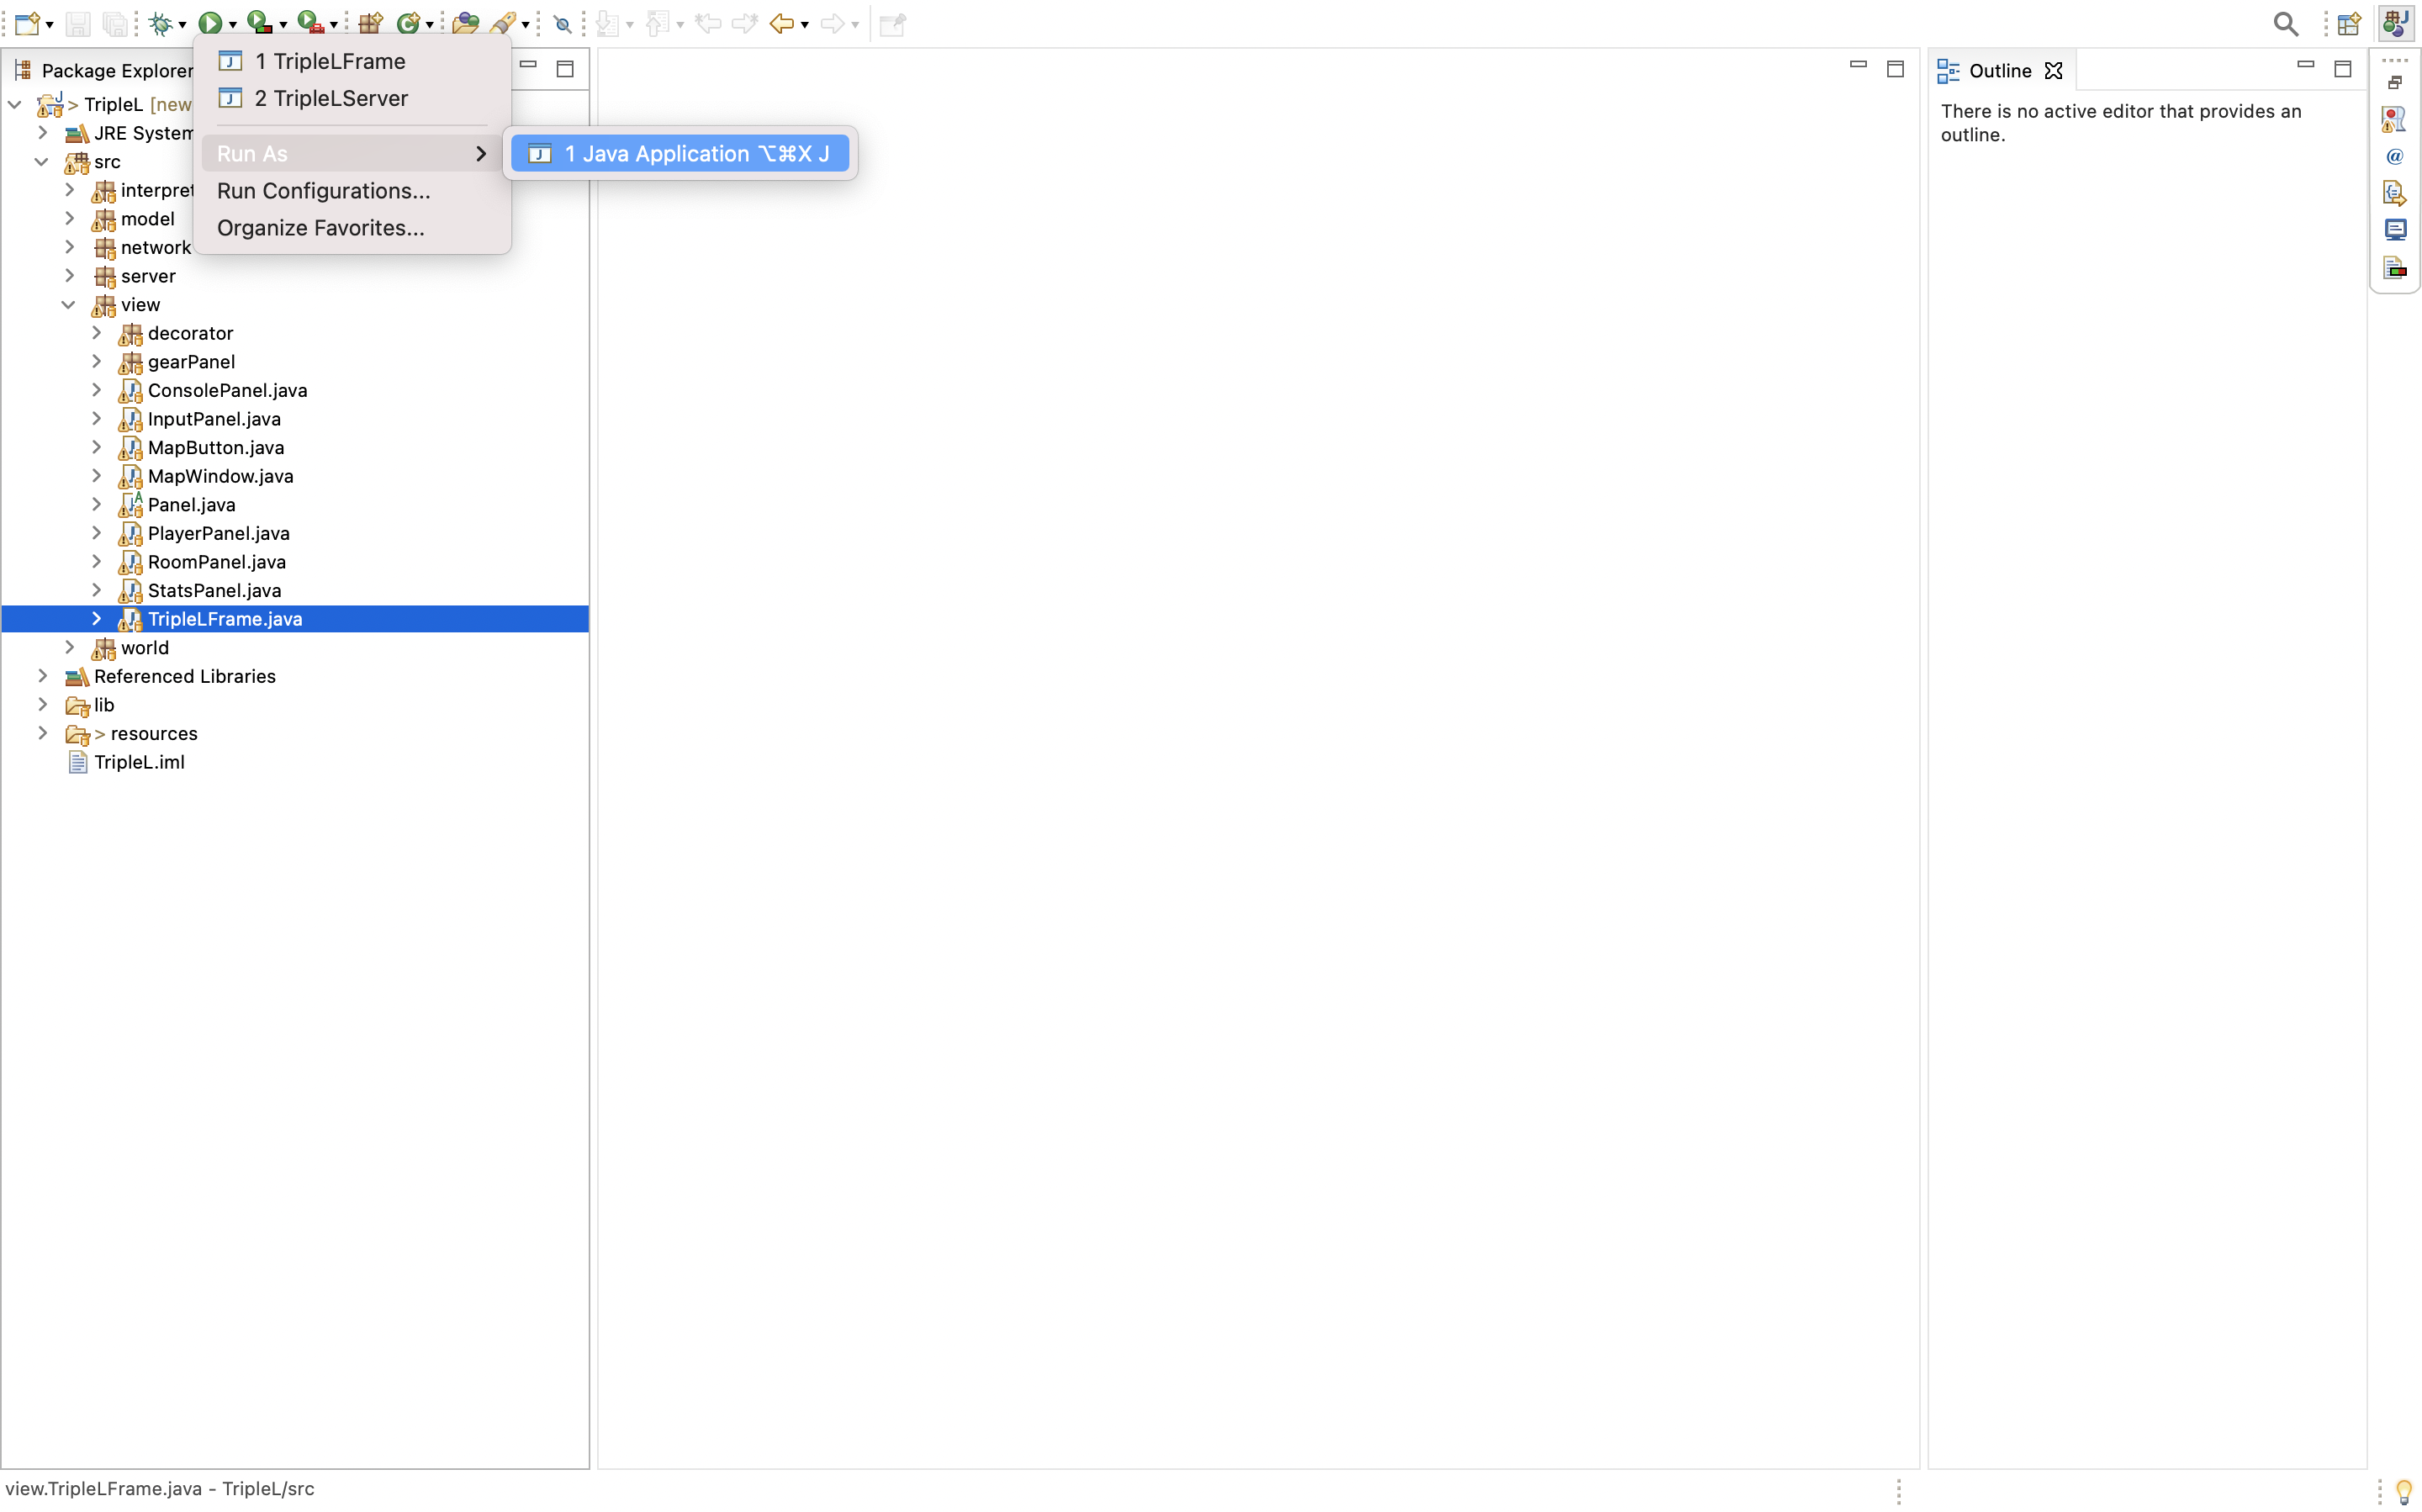 Package Explorer
1 TripleLFrame
2 TripleLServer
Run As
1 Java Application ⌥⌘X J
Run Configurations...
Organize Favorites...
> TripleL [new
JRE System
src
interpret
model
network
server
view
decorator
gearPanel
ConsolePanel.java
InputPanel.java
MapButton.java
MapWindow.java
Panel.java
PlayerPanel.java
RoomPanel.java
StatsPanel.java
TripleLFrame.java
world
Referenced Libraries
lib
> resources
TripleL.iml
Outline
There is no active editor that provides an
outline.
view.TripleLFrame.java - TripleL/src